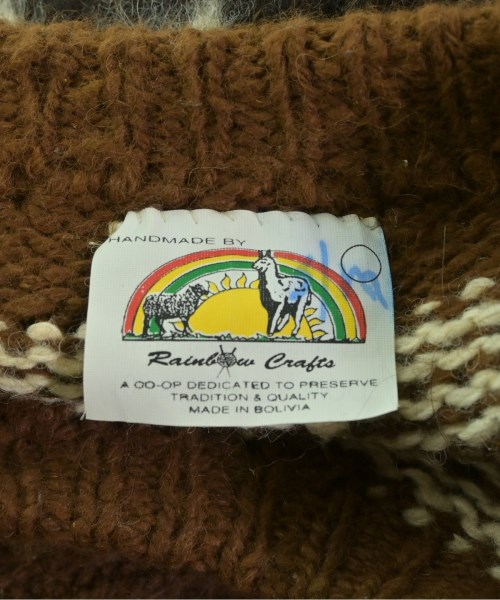 HANDMADE BY
Rainbow Crafts
A CO-OP DEDICATED TO PRESERVE
TRADITION & QUALITY
MADE IN BOLIVIA